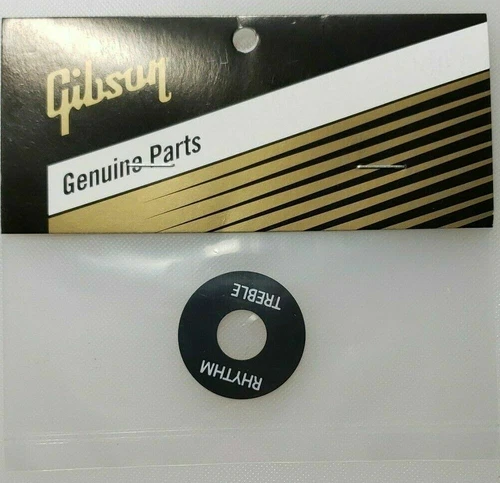 Gibson
Genuine Parts
TREBLE
RHYTHM